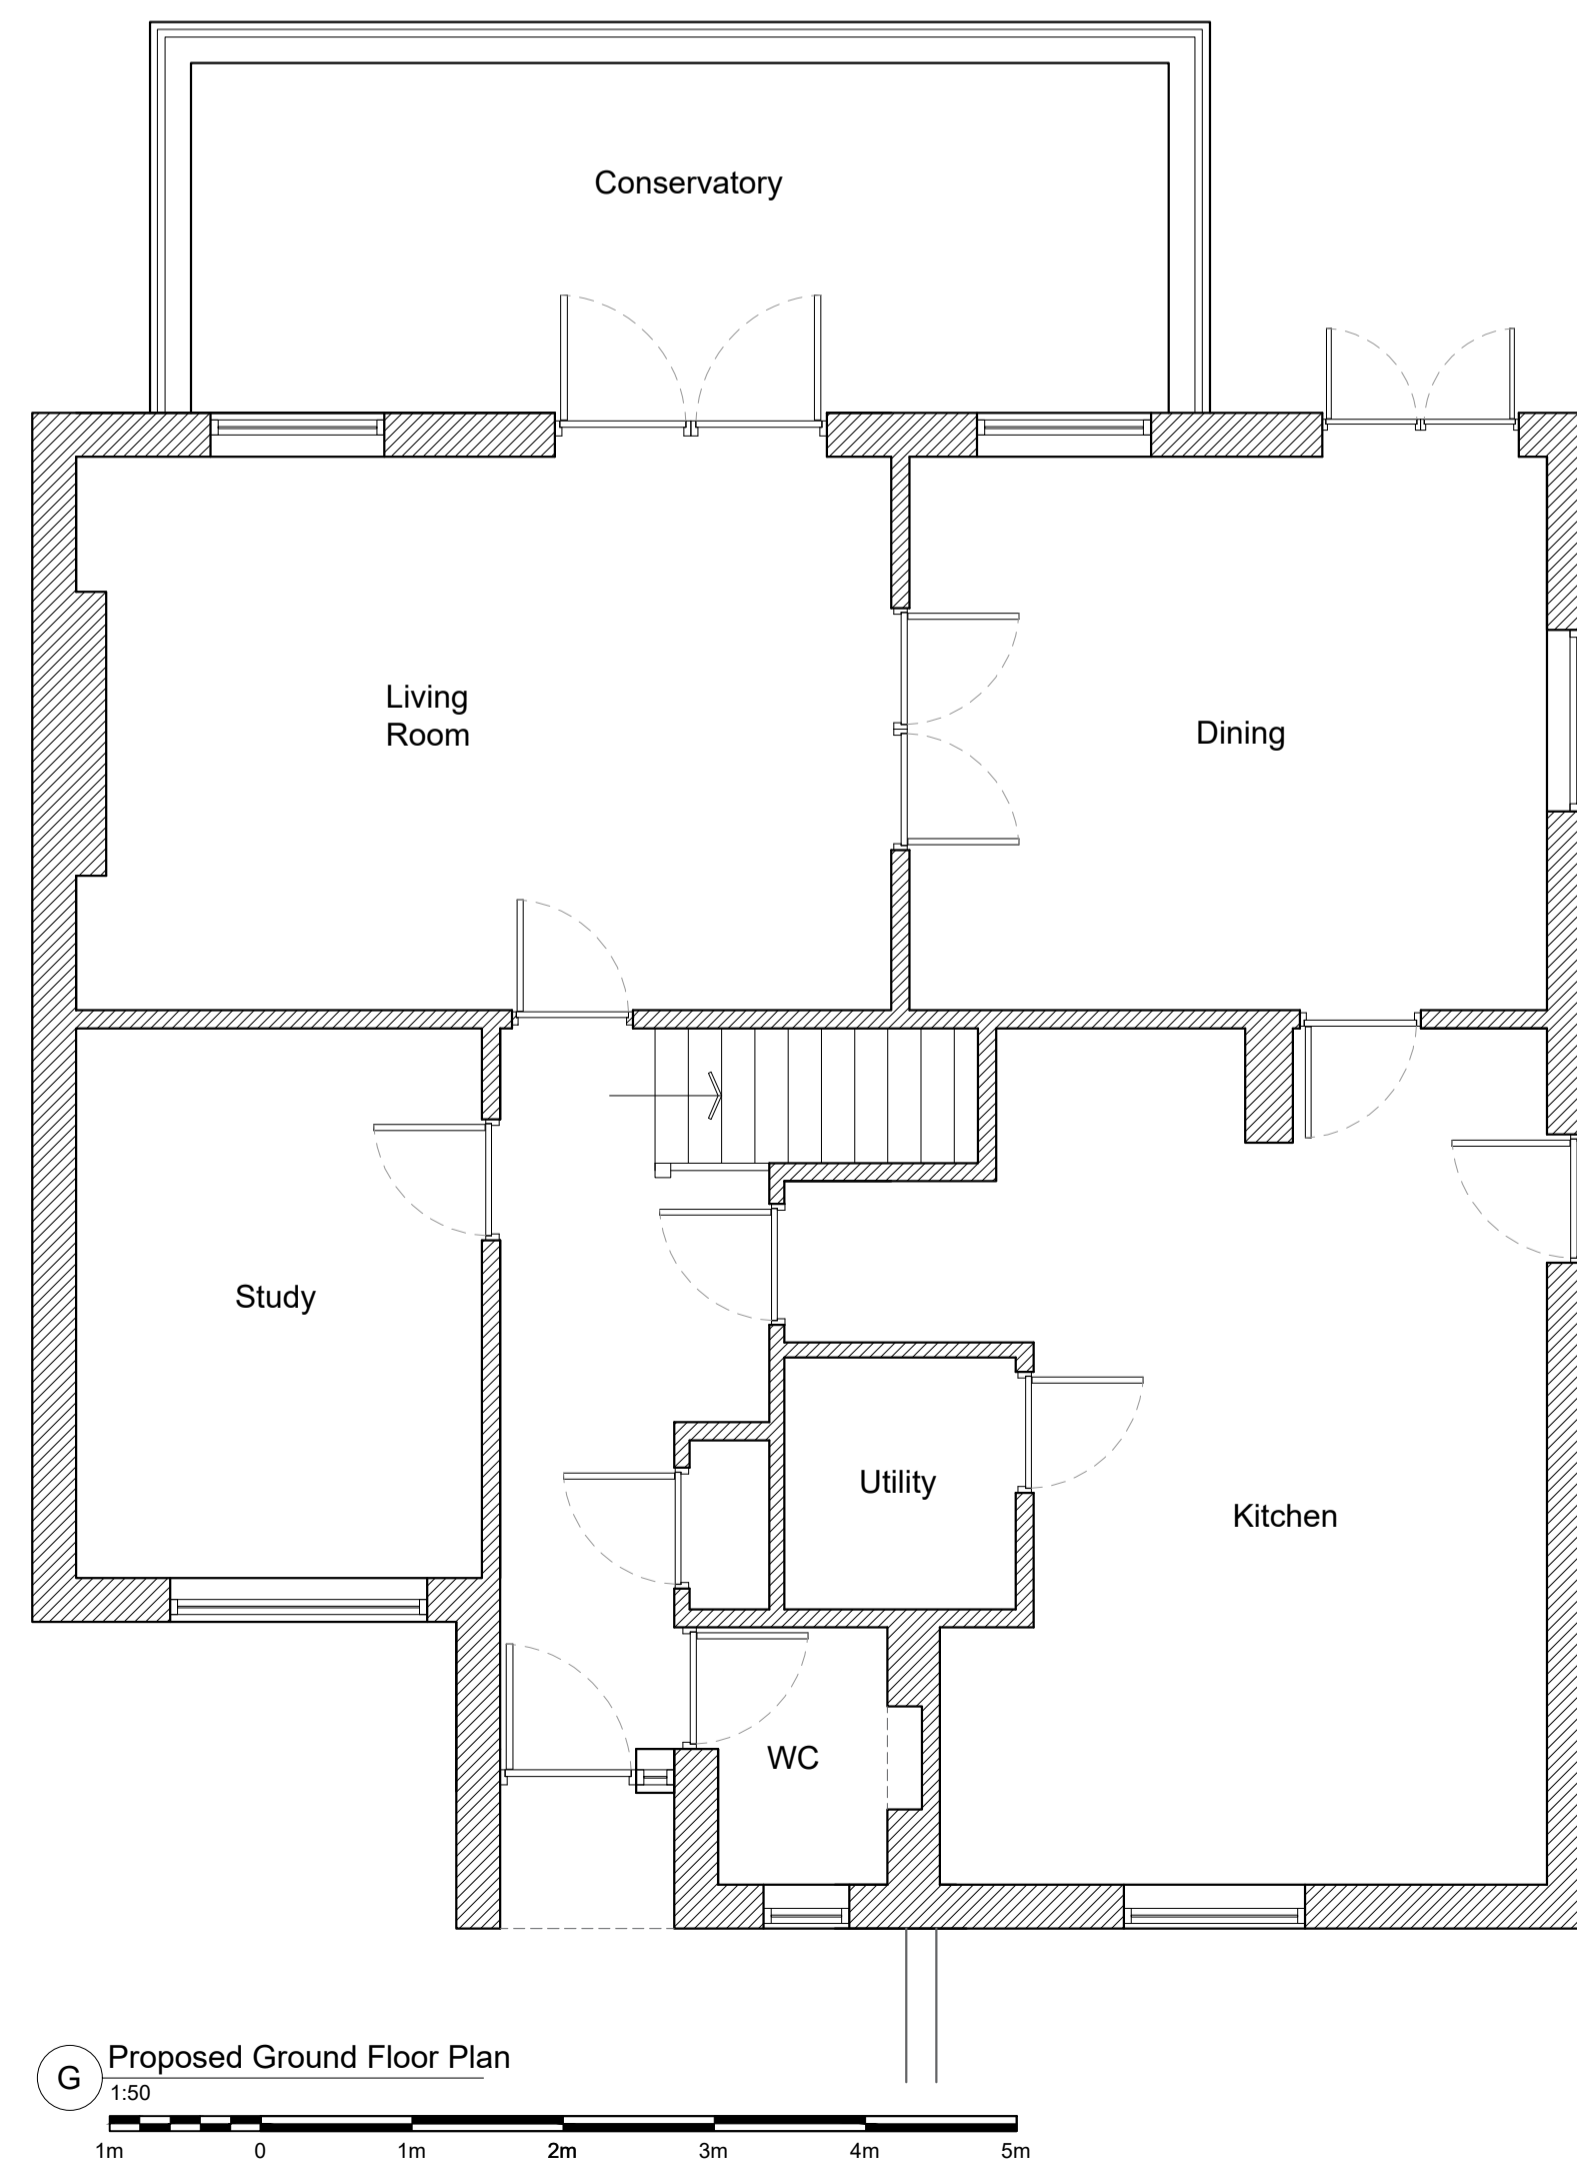 Conservatory
Living
Room
Dining
Study
Utility
Kitchen
WC
G
Proposed Ground Floor Plan
1:50
1m 0 1m 2m 3m 4m 5m